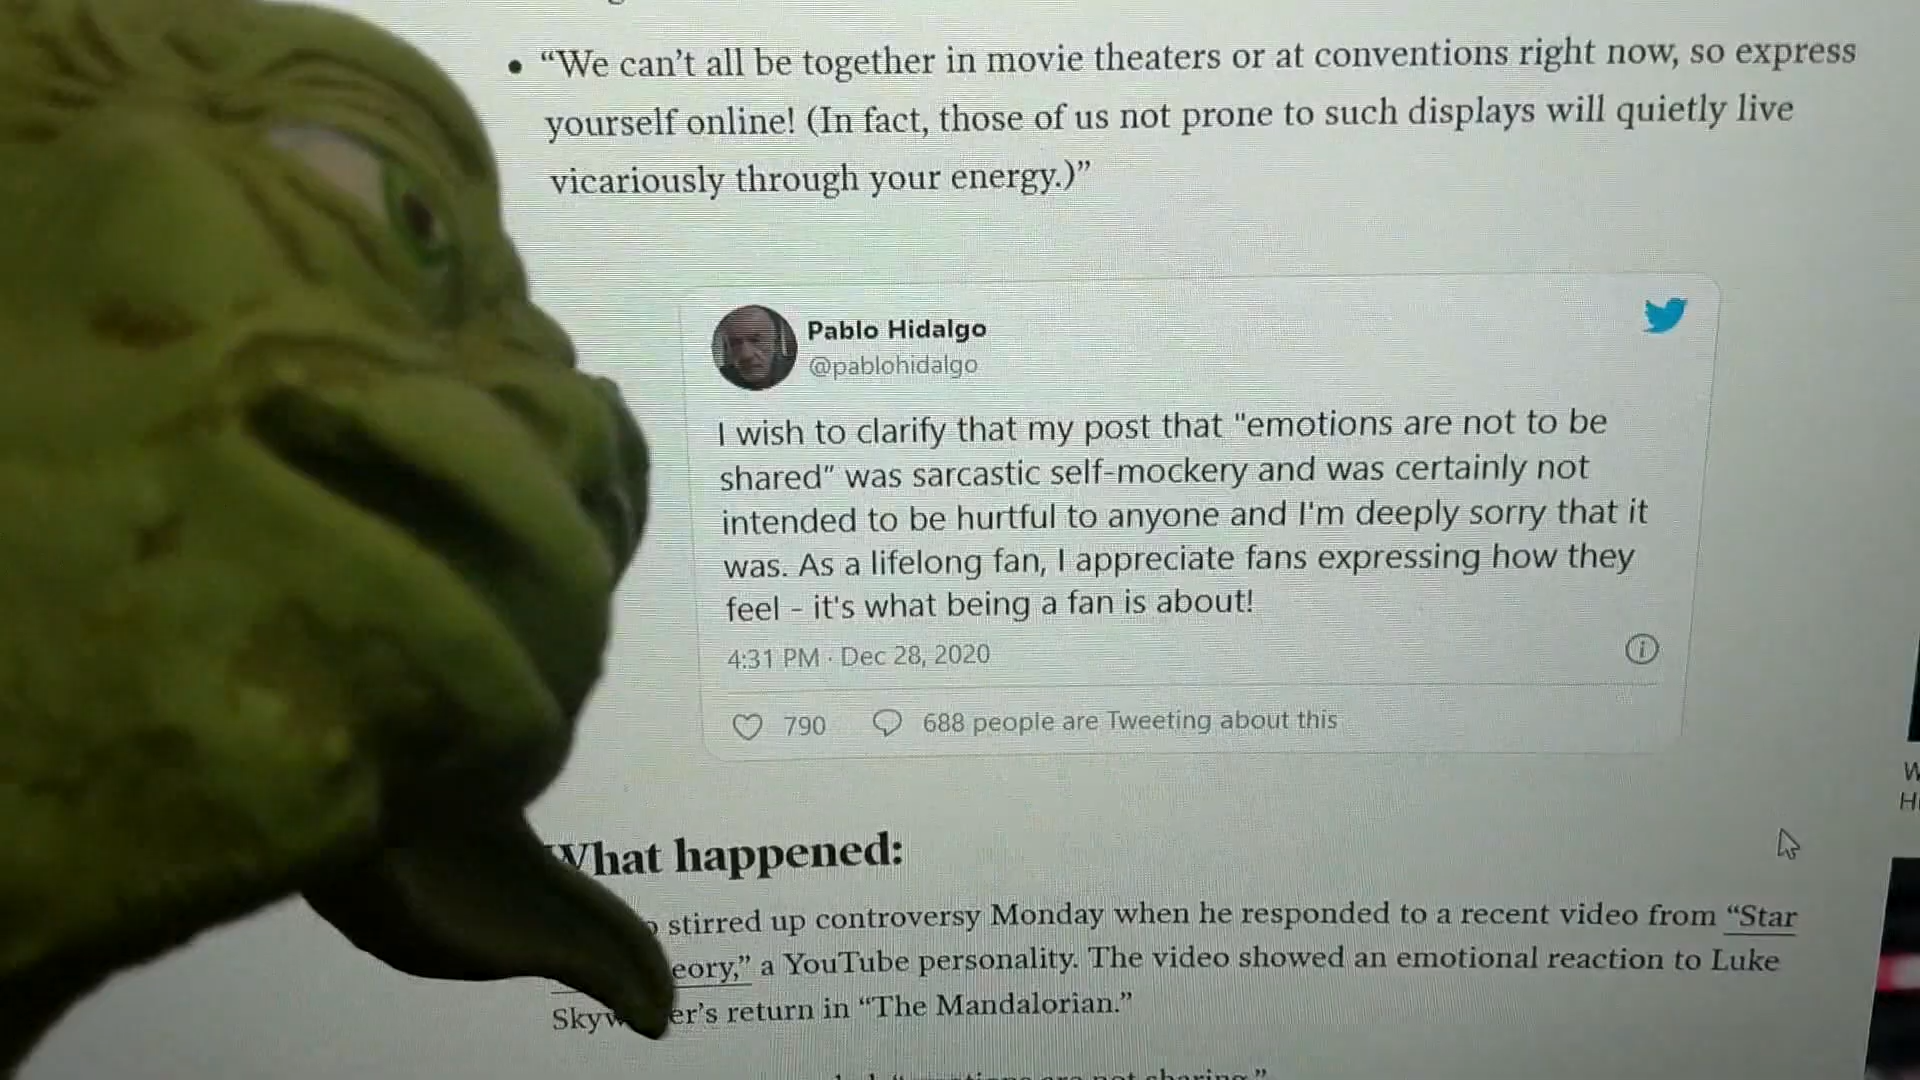 • “We can’t all be together in movie theaters or at conventions right now, so express
yourself online! (In fact, those of us not prone to such displays will quietly live
vicariously through your energy.)”
Pablo Hidalgo
@pablohidalgo
I wish to clarify that my post that "emotions are not to be
shared" was sarcastic self-mockery and was certainly not
intended to be hurtful to anyone and I'm deeply sorry that it
was. As a lifelong fan, I appreciate fans expressing how they
feel - it's what being a fan is about!
4:31 PM · Dec 28, 2020
790 688 people are Tweeting about this
What happened:
stirred up controversy Monday when he responded to a recent video from “Star
eory,” a YouTube personality. The video showed an emotional reaction to Luke
Skyw er’s return in “The Mandalorian.”